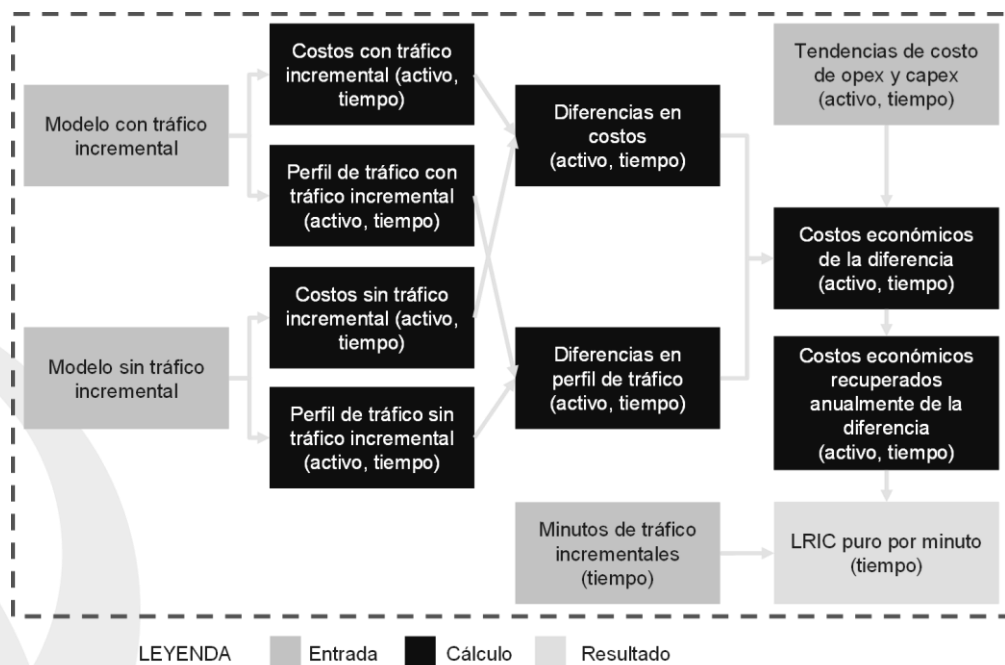 Modelo con tráfico
incremental
Modelo sin tráfico
incremental
Costos con tráfico
incremental (activo,
tiempo)
Perfil de tráfico con
tráfico incremental
(activo, tiempo)
Costos sin tráfico
incremental (activo,
tiempo)
Perfil de tráfico sin
tráfico incremental
(activo, tiempo)
Diferencias en
costos
(activo, tiempo)
Diferencias en
perfil de tráfico
(activo, tiempo)
Minutos de tráfico
incrementales
(tiempo)
Tendencias de costo
de opex y capex
(activo, tiempo)
Costos económicos
de la diferencia
(activo, tiempo)
Costos económicos
recuperados
anualmente de la
diferencia
(activo, tiempo)
LRIC puro por minuto
(tiempo)
LEYENDA
Entrada
Cálculo
Resultado